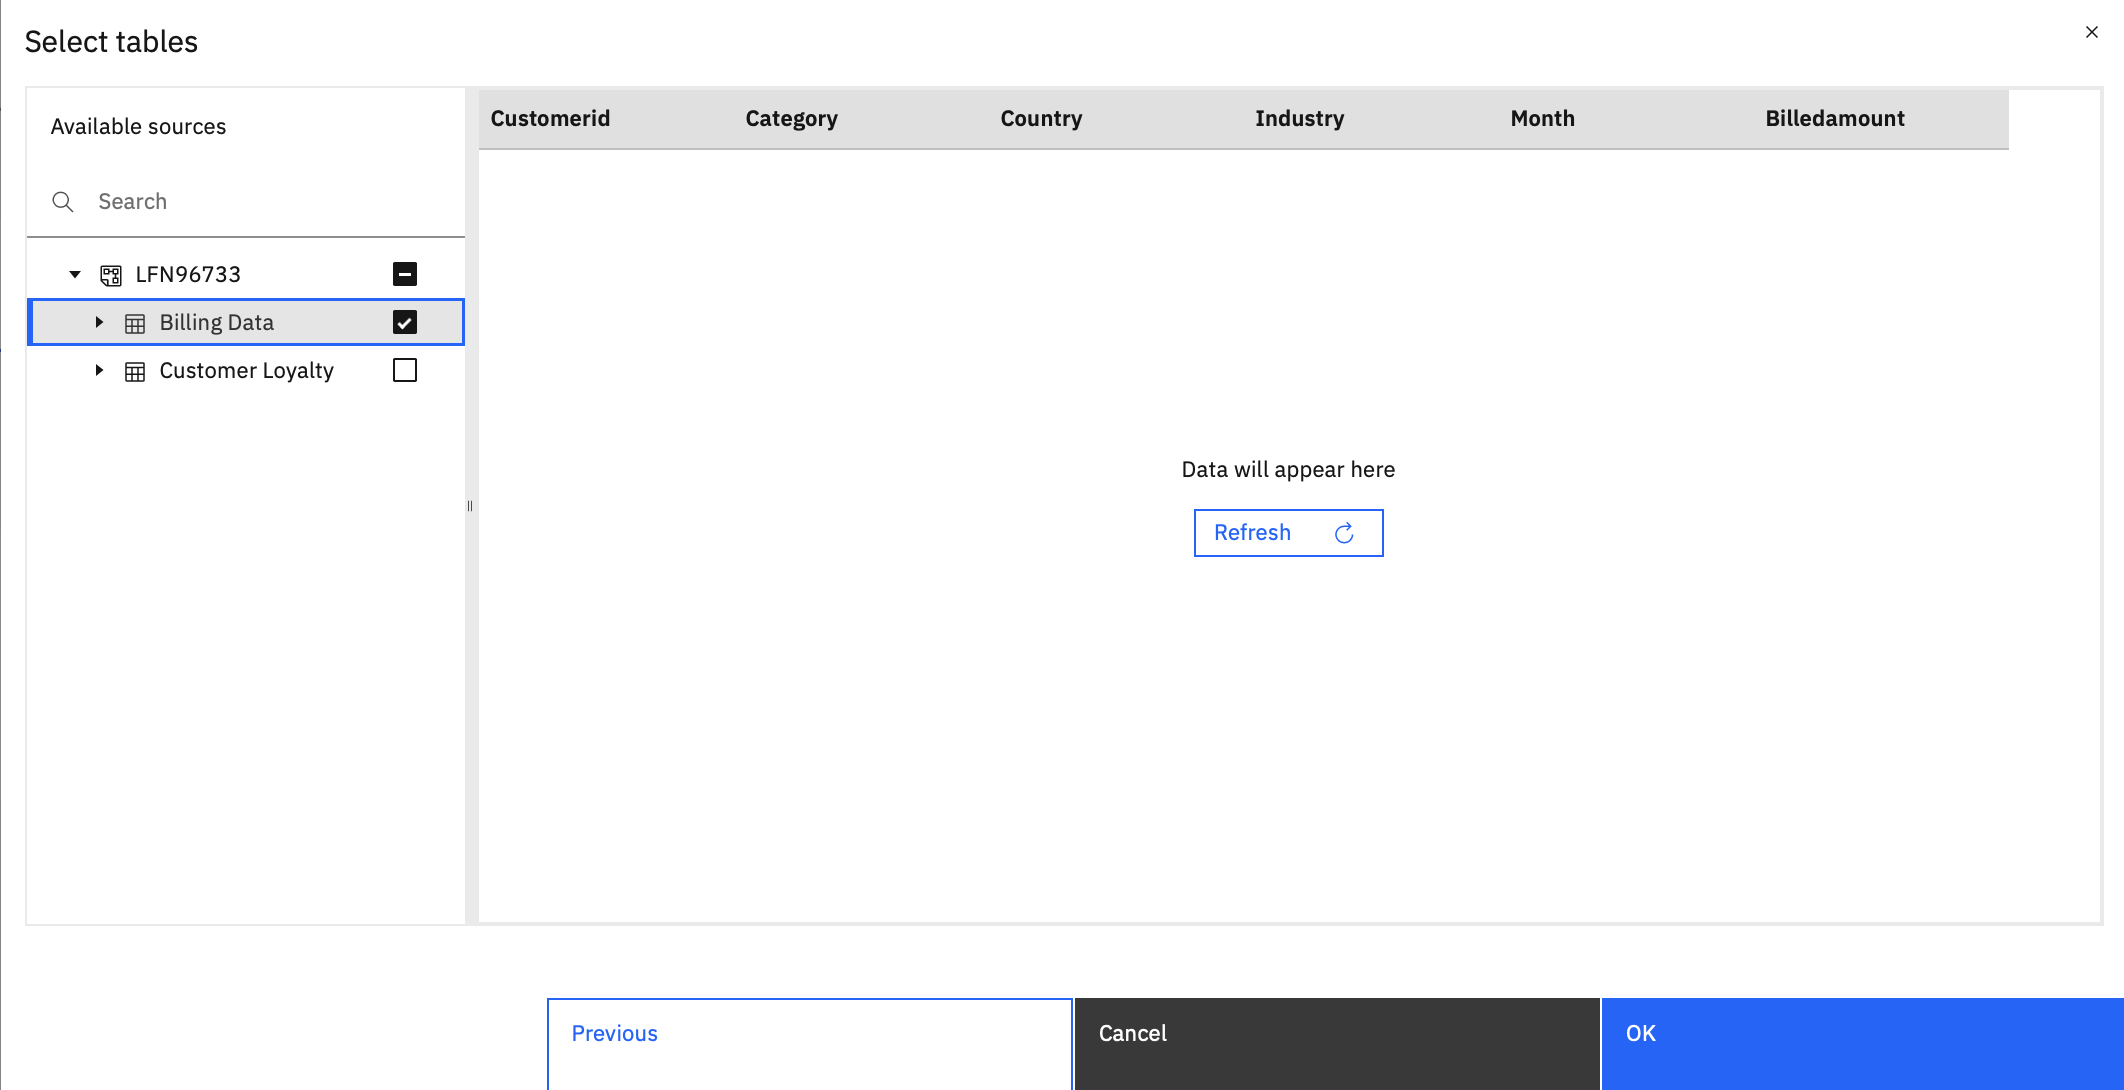 Select tables
Available sources
Search
LFN96733
Billing Data
Customer Loyalty
Customerid Category Country Industry Month Billedamount
Data will appear here
Refresh
Previous Cancel OK